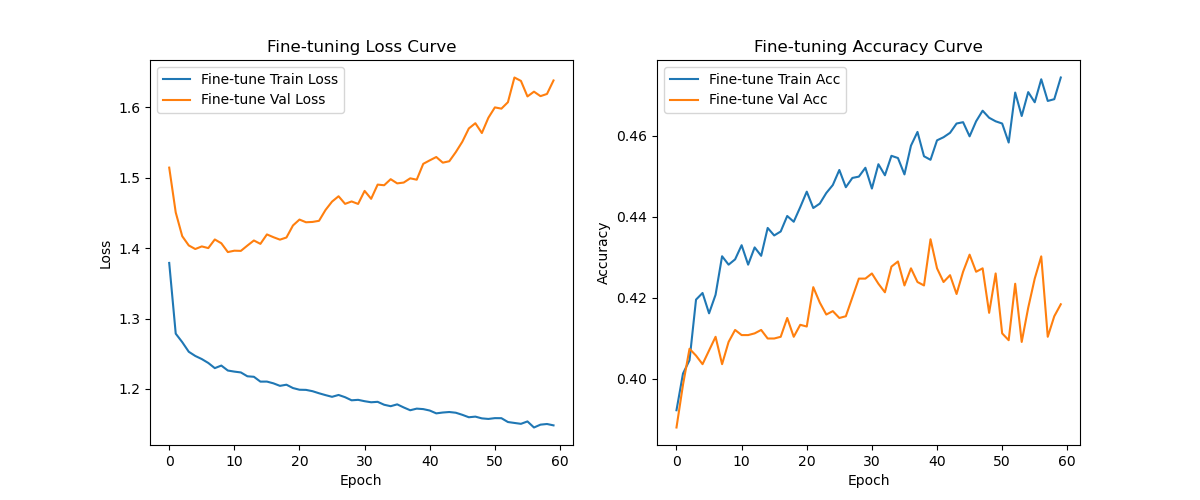 Fine-tuning Loss Curve
Fine-tune Train Loss
Fine-tune Val Loss
1.6
1.5
1.4
1.3
1.2
Loss
0 10 20 30 40 50 60
Epoch
Fine-tuning Accuracy Curve
Fine-tune Train Acc
Fine-tune Val Acc
0.46
0.44
0.42
0.40
Accuracy
0 10 20 30 40 50 60
Epoch